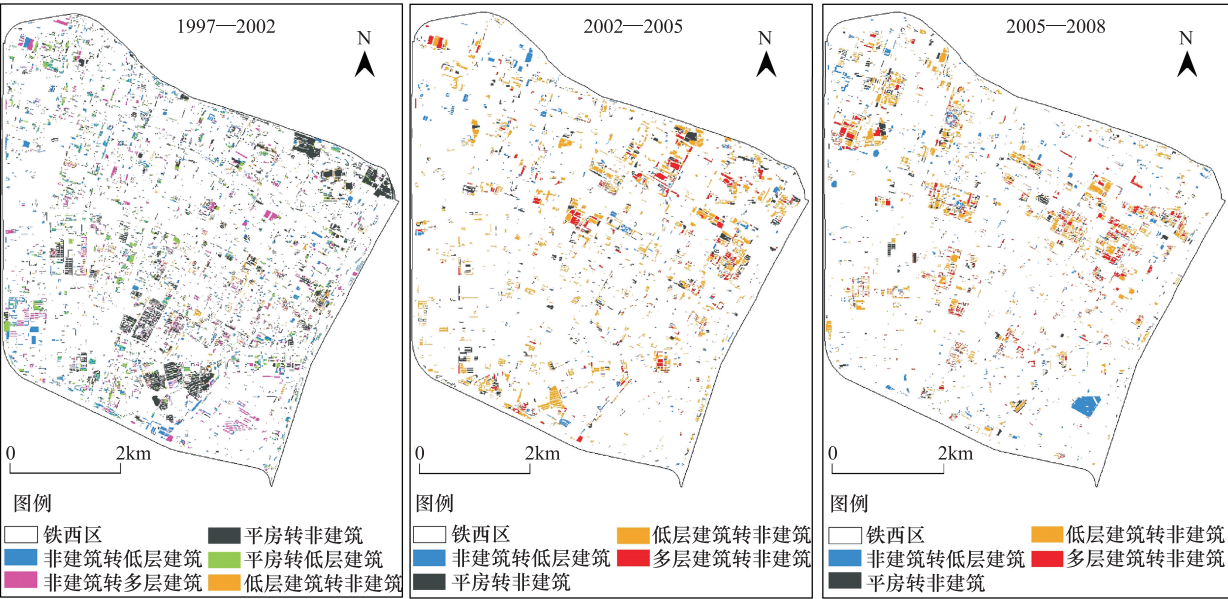 1997—2002
N
0
2km
图例
铁西区
平房转非建筑
非建筑转低层建筑
平房转低层建筑
非建筑转多层建筑
低层建筑转非建筑
2002—2005
N
0
2km
图例
铁西区
低层建筑转非建筑
非建筑转低层建筑
多层建筑转非建筑
平房转非建筑
2005—2008
N
0
2km
图例
铁西区
低层建筑转非建筑
非建筑转低层建筑
多层建筑转非建筑
平房转非建筑